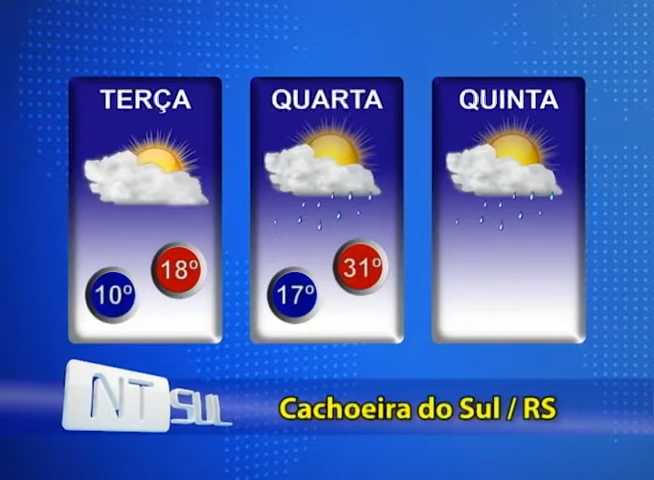 TERÇA
10º
18º
QUARTA
17º
31º
QUINTA
NT SUL
Cachoeira do Sul / RS